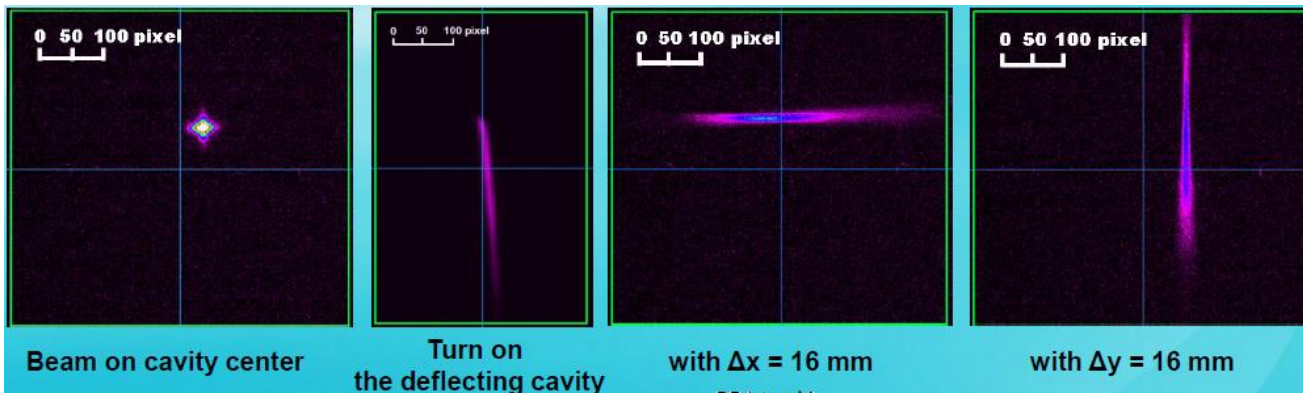 0 50 100 pixel
0 50 100 pixel
0 50 100 pixel
0 50 100 pixel
Beam on cavity center
Turn on
the deflecting cavity
with Δx = 16 mm
with Δy = 16 mm